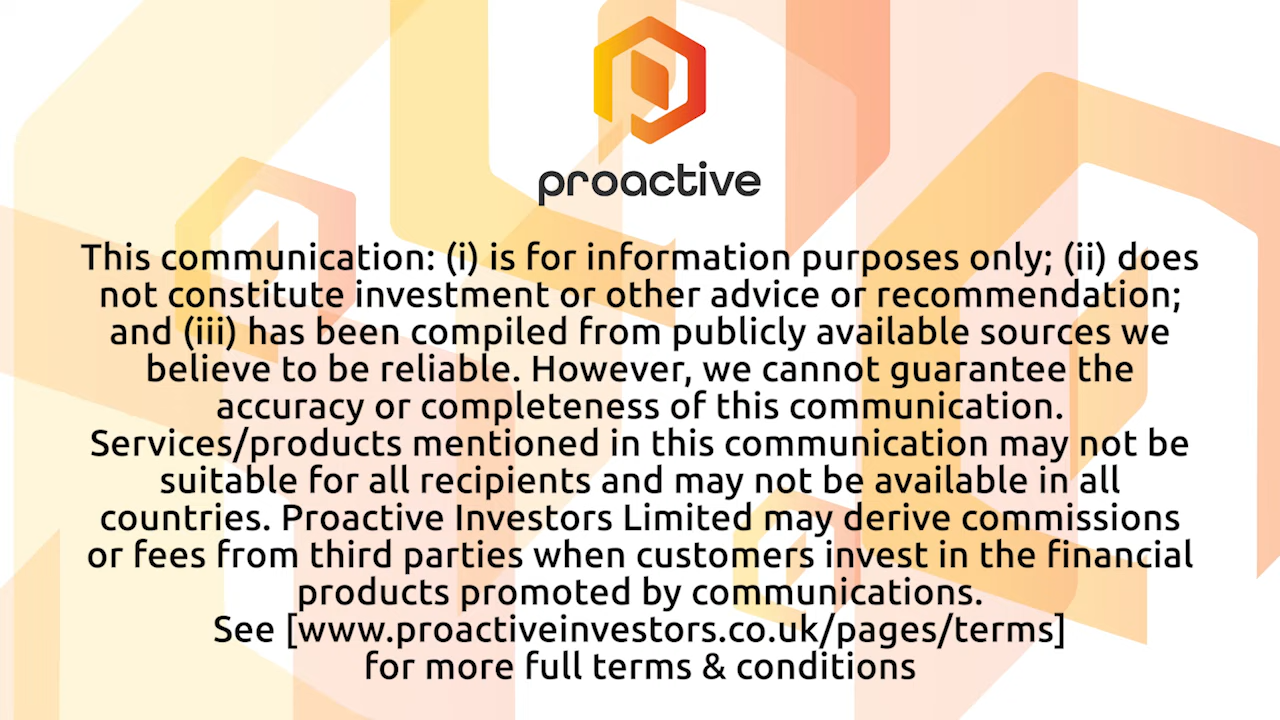 proactive
This communication: (i) is for information purposes only; (ii) does
not constitute investment or other advice or recommendation;
and (iii) has been compiled from publicly available sources we
believe to be reliable. However, we cannot guarantee the
accuracy or completeness of this communication.
Services/products mentioned in this communication may not be
suitable for all recipients and may not be available in all
countries. Proactive Investors Limited may derive commissions
or fees from third parties when customers invest in the financial
products promoted by communications.
See [www.proactiveinvestors.co.uk/pages/terms]
for more full terms & conditions